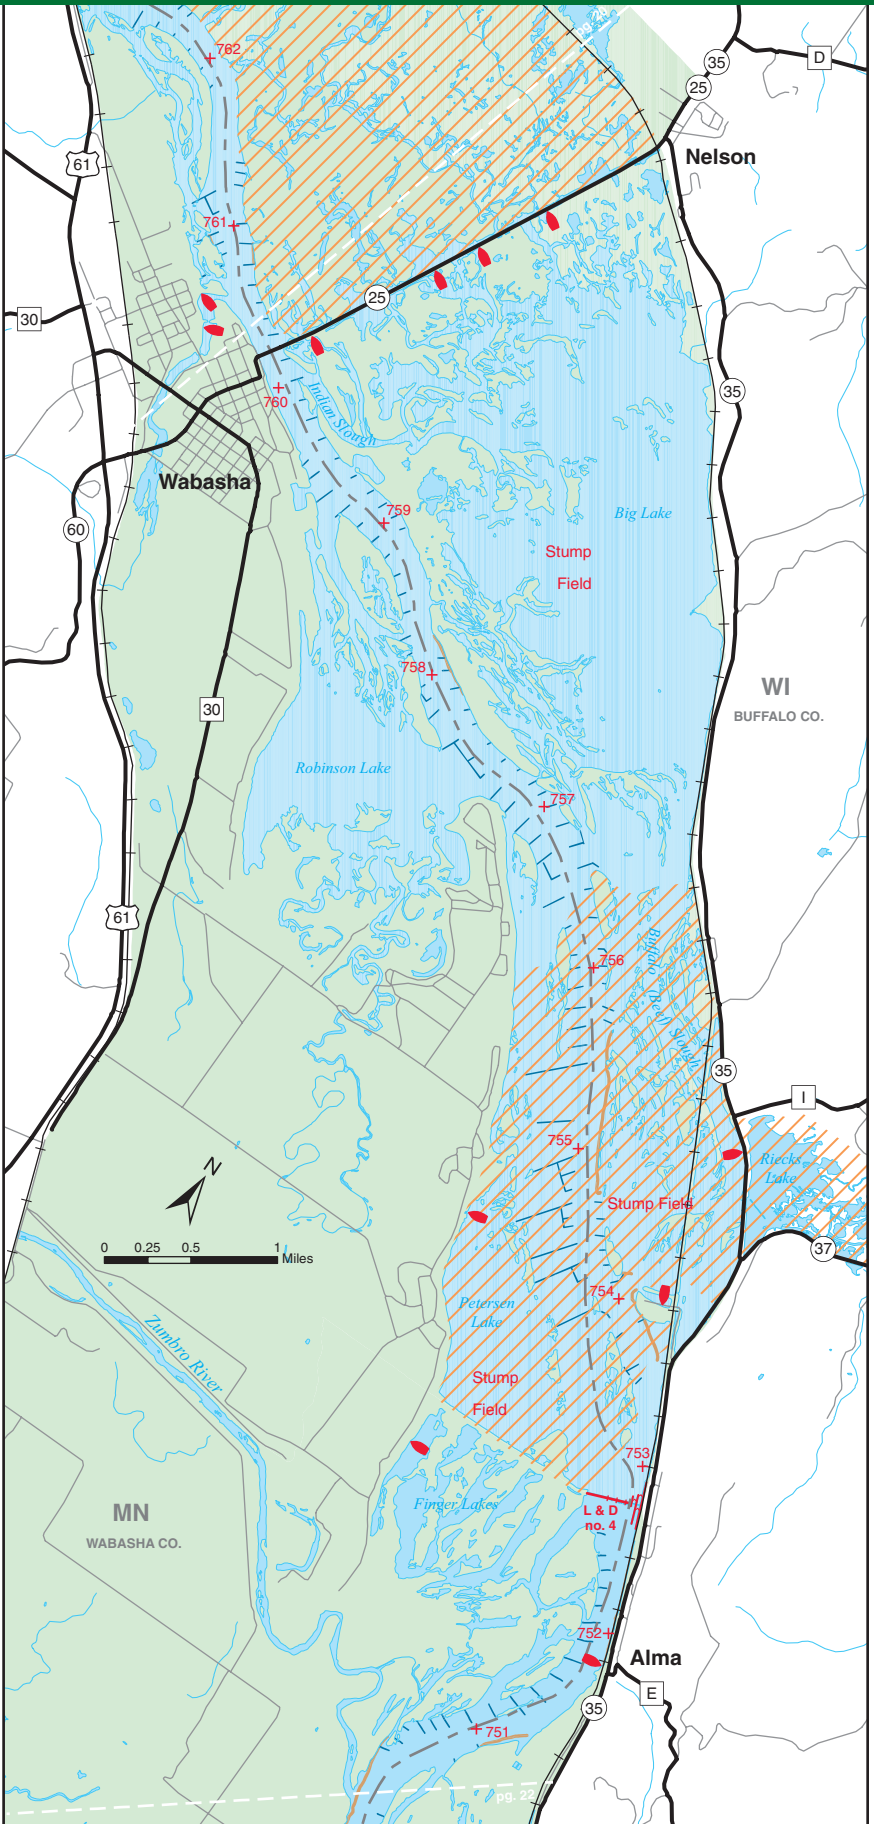 pg. 24
762
35
D
25
61
Nelson
761
25
30
35
760
Indian Slough
Wabasha
759
Big Lake
60
Stump
Field
758
WI
BUFFALO CO.
30
Robinson Lake
757
61
756
Buffalo (Beef) Slough
35
I
755
Riecks
Lake
N
Stump Field
0 0.25 0.5 1
Miles
37
754
Petersen
Lake
Zumbro River
Stump
Field
753
Finger Lakes
L & D
no. 4
MN
WABASHA CO.
752
Alma
E
35
751
pg. 22